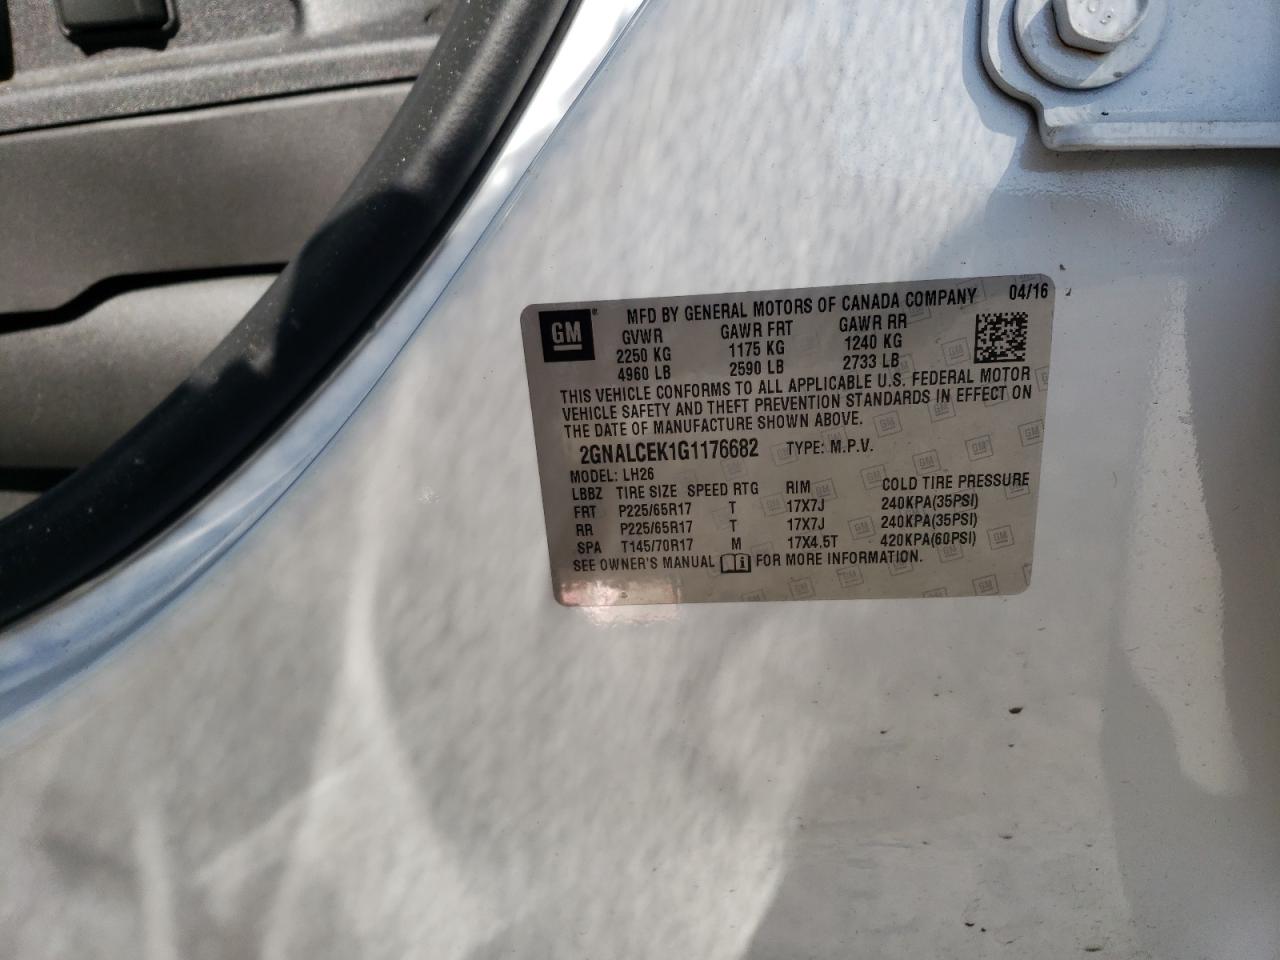 GM ® MFD BY GENERAL MOTORS OF CANADA COMPANY 04/16
GVWR GAWR FRT GAWR RR
2250 KG 1175 KG 1240 KG
4960 LB 2590 LB 2733 LB
THIS VEHICLE CONFORMS TO ALL APPLICABLE U.S. FEDERAL MOTOR
VEHICLE SAFETY AND THEFT PREVENTION STANDARDS IN EFFECT ON
THE DATE OF MANUFACTURE SHOWN ABOVE.
2GNALCEK1G1176682 TYPE: M.P.V.
MODEL: LH26
LBBZ TIRE SIZE SPEED RTG RIM COLD TIRE PRESSURE
FRT P225/65R17 T 17X7J 240KPA(35PSI)
RR P225/65R17 T 17X7J 240KPA(35PSI)
SPA T145/70R17 M 17X4.5T 420KPA(60PSI)
SEE OWNER'S MANUAL FOR MORE INFORMATION.